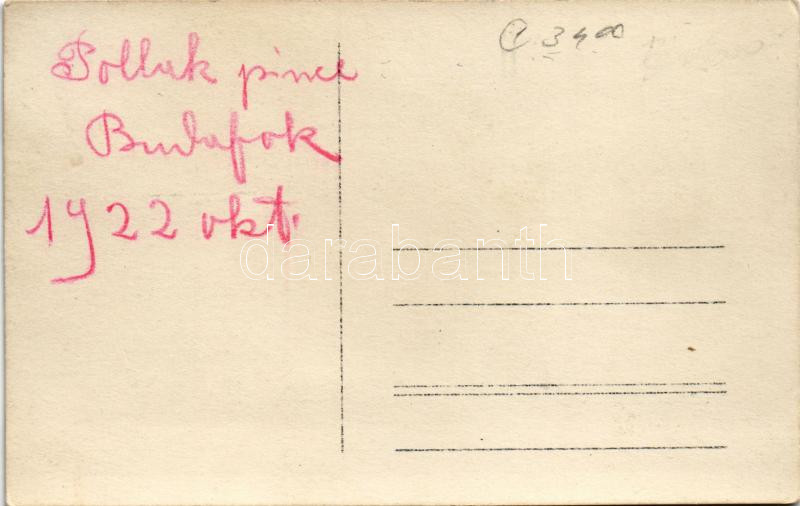 Pollak pince
Budafok
1922 okt.
3400
darabanth